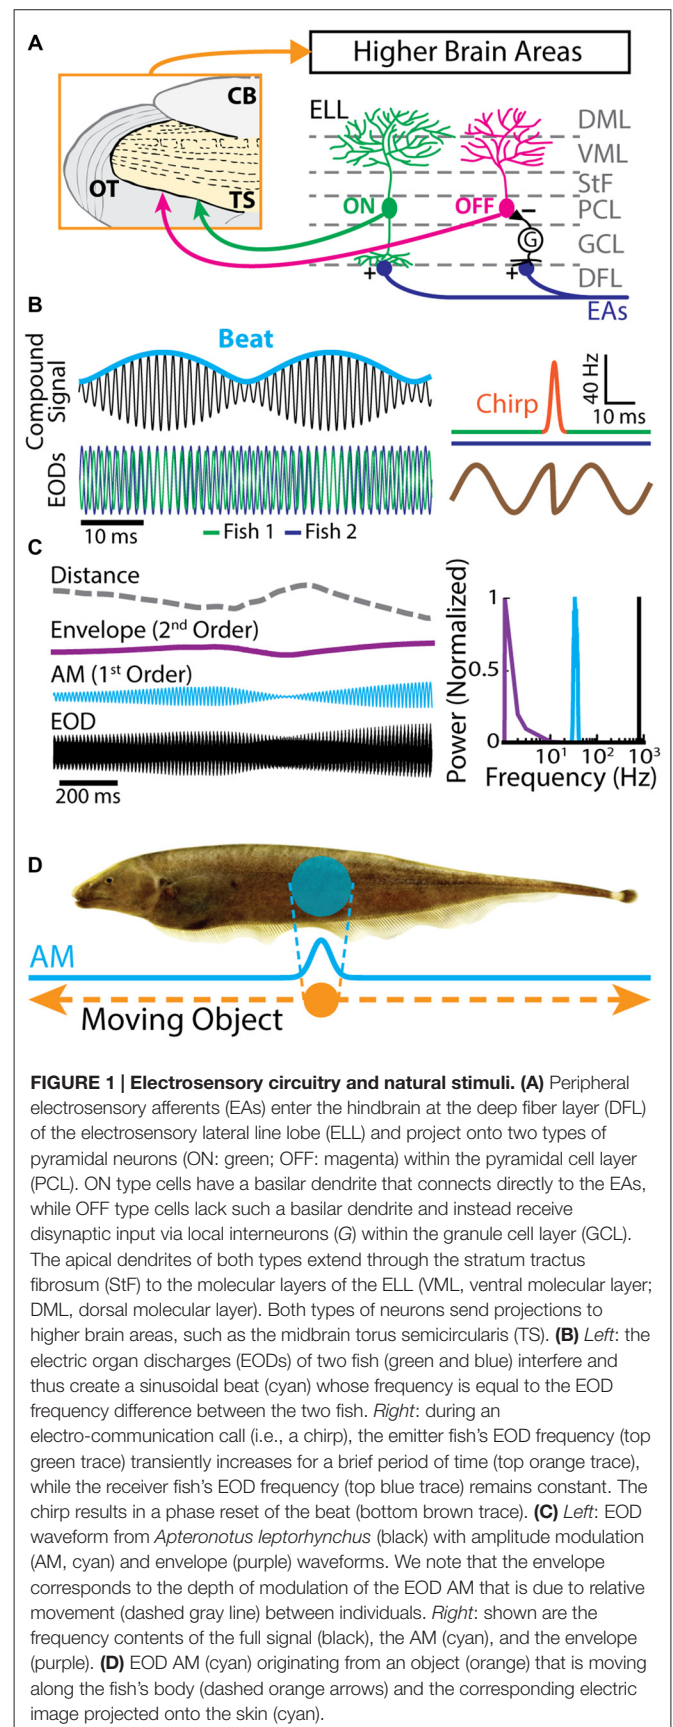 A
Higher Brain Areas
CB
OT
TS
ELL
DML
VML
StF
PCL
GCL
DFL
ON
OFF
–
G
+
+
EAs
B
Compound
Signal
Beat
EODs
10 ms
Fish 1
Fish 2
Chirp
40 Hz
10 ms
C
Distance
Envelope (2nd Order)
AM (1st Order)
EOD
200 ms
Power (Normalized)
1
0.5
0
10¹
10²
10³
Frequency (Hz)
D
AM
Moving Object
FIGURE 1 | Electrosensory circuitry and natural stimuli. (A) Peripheral
electrosensory afferents (EAs) enter the hindbrain at the deep fiber layer (DFL)
of the electrosensory lateral line lobe (ELL) and project onto two types of
pyramidal neurons (ON: green; OFF: magenta) within the pyramidal cell layer
(PCL). ON type cells have a basilar dendrite that connects directly to the EAs,
while OFF type cells lack such a basilar dendrite and instead receive
disynaptic input via local interneurons (G) within the granule cell layer (GCL).
The apical dendrites of both types extend through the stratum tractus
fibrosum (StF) to the molecular layers of the ELL (VML, ventral molecular layer;
DML, dorsal molecular layer). Both types of neurons send projections to
higher brain areas, such as the midbrain torus semicircularis (TS). (B) Left: the
electric organ discharges (EODs) of two fish (green and blue) interfere and
thus create a sinusoidal beat (cyan) whose frequency is equal to the EOD
frequency difference between the two fish. Right: during an
electro-communication call (i.e., a chirp), the emitter fish's EOD frequency (top
green trace) transiently increases for a brief period of time (top orange trace),
while the receiver fish's EOD frequency (top blue trace) remains constant. The
chirp results in a phase reset of the beat (bottom brown trace). (C) Left: EOD
waveform from Apteronotus leptorhynchus (black) with amplitude modulation
(AM, cyan) and envelope (purple) waveforms. We note that the envelope
corresponds to the depth of modulation of the EOD AM that is due to relative
movement (dashed gray line) between individuals. Right: shown are the
frequency contents of the full signal (black), the AM (cyan), and the envelope
(purple). (D) EOD AM (cyan) originating from an object (orange) that is moving
along the fish's body (dashed orange arrows) and the corresponding electric
image projected onto the skin (cyan).